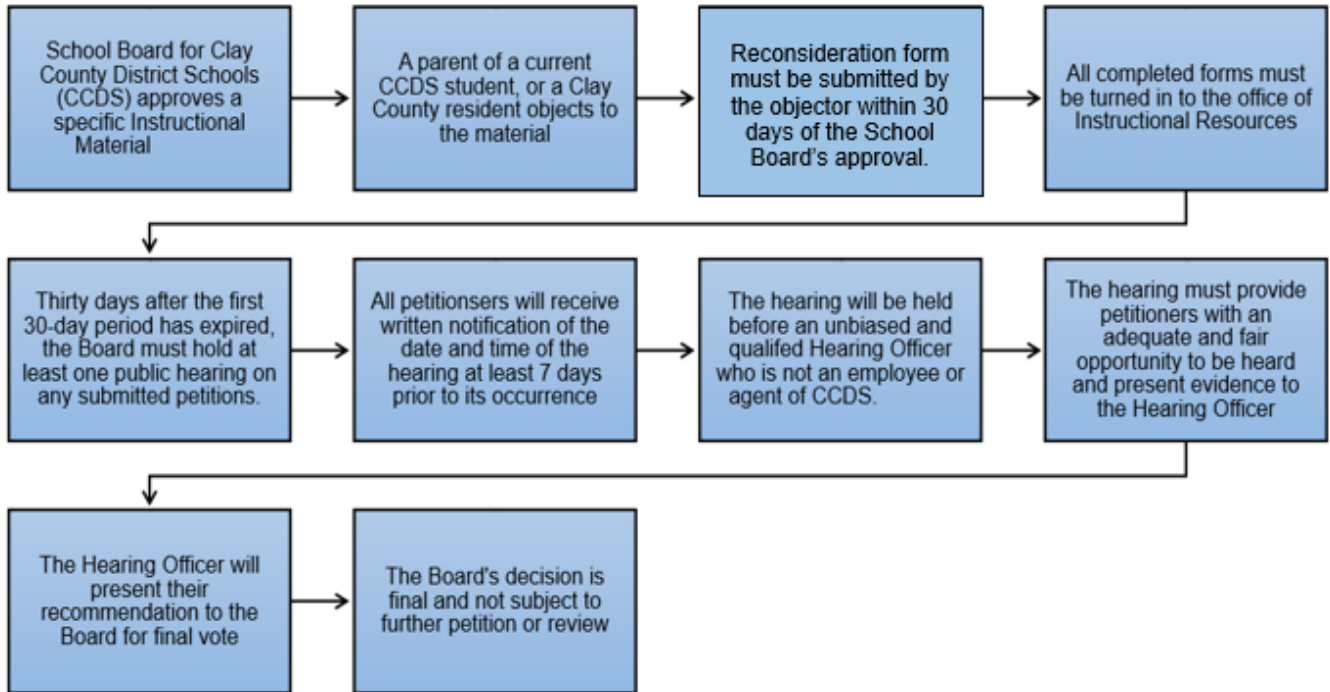 School Board for Clay
County District Schools
(CCDS) approves a
specific Instructional
Material
A parent of a current
CCDS student, or a Clay
County resident objects
to the material
Reconsideration form
must be submitted by
the objector within 30
days of the School
Board's approval.
All completed forms must
be turned in to the office of
Instructional Resources
Thirty days after the first
30-day period has expired,
the Board must hold at
least one public hearing on
any submitted petitions.
All petitionsers will receive
written notification of the
date and time of the
hearing at least 7 days
prior to its occurrence
The hearing will be held
before an unbiased and
qualifed Hearing Officer
who is not an employee or
agent of CCDS.
The hearing must provide
petitioners with an
adequate and fair
opportunity to be heard
and present evidence to
the Hearing Officer
The Hearing Officer will
present their
recommendation to the
Board for final vote
The Board's decision is
final and not subject to
further petition or review